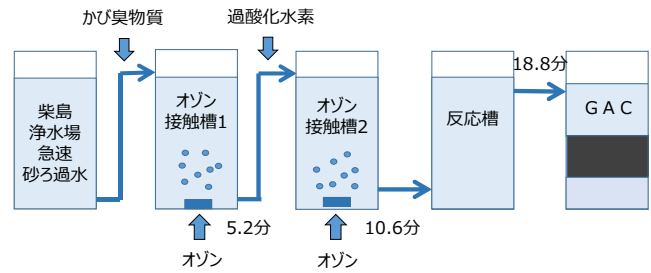 かび臭物質
過酸化水素
18.8分
柴島
浄水場
急速
砂ろ過水
オゾン
接触槽1
オゾン
接触槽2
反応槽
ＧＡＣ
5.2分
10.6分
オゾン
オゾン